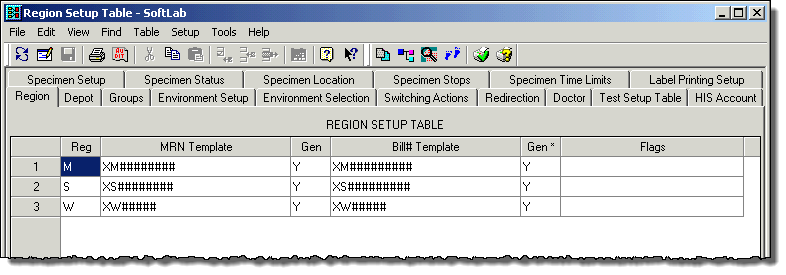 Region Setup Table - SoftLab
File Edit View Find Table Setup Tools Help
Specimen Setup Specimen Status Specimen Location Specimen Stops Specimen Time Limits Label Printing Setup
Region Depot Groups Environment Setup Environment Selection Switching Actions Redirection Doctor Test Setup Table HIS Account
REGION SETUP TABLE
Reg MRN Template Gen Bill# Template Gen * Flags
1 M XM######## Y XM######### Y
2 S XS######## Y XS######### Y
3 W XW##### Y XW##### Y